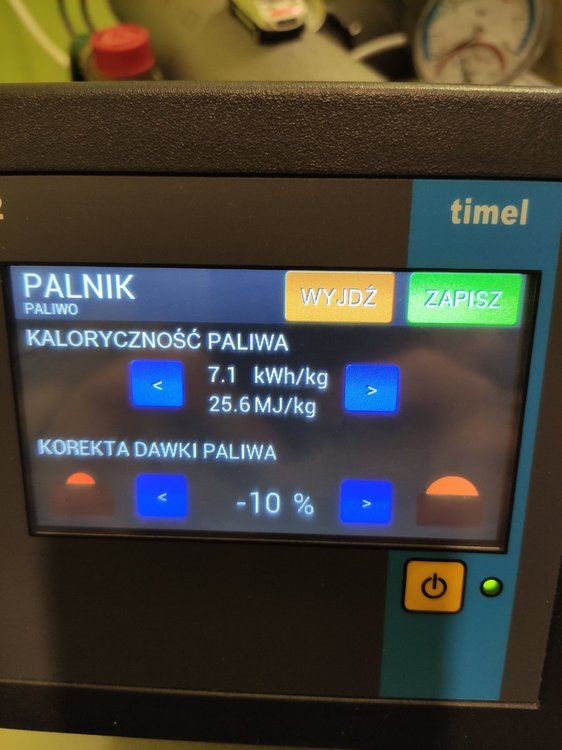 2
timel
PALNIK
PALIWO
WYJDŹ
ZAPISZ
KALORYCZNOŚĆ PALIWA
< 7.1 kWh/kg >
25.6 MJ/kg
KOREKTA DAWKI PALIWA
< -10 % >